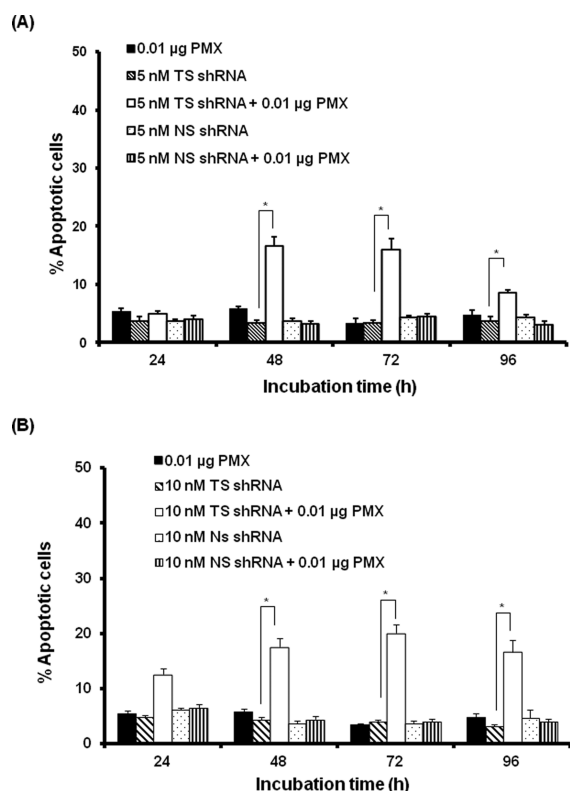 (A)
50
40
30
20
10
0
% Apoptotic cells
0.01 µg PMX
5 nM TS shRNA
5 nM TS shRNA + 0.01 µg PMX
5 nM NS shRNA
5 nM NS shRNA + 0.01 µg PMX
* * *
24 48 72 96
Incubation time (h)
(B)
50
40
30
20
10
0
% Apoptotic cells
0.01 µg PMX
10 nM TS shRNA
10 nM TS shRNA + 0.01 µg PMX
10 nM Ns shRNA
10 nM NS shRNA + 0.01 µg PMX
* * *
24 48 72 96
Incubation time (h)